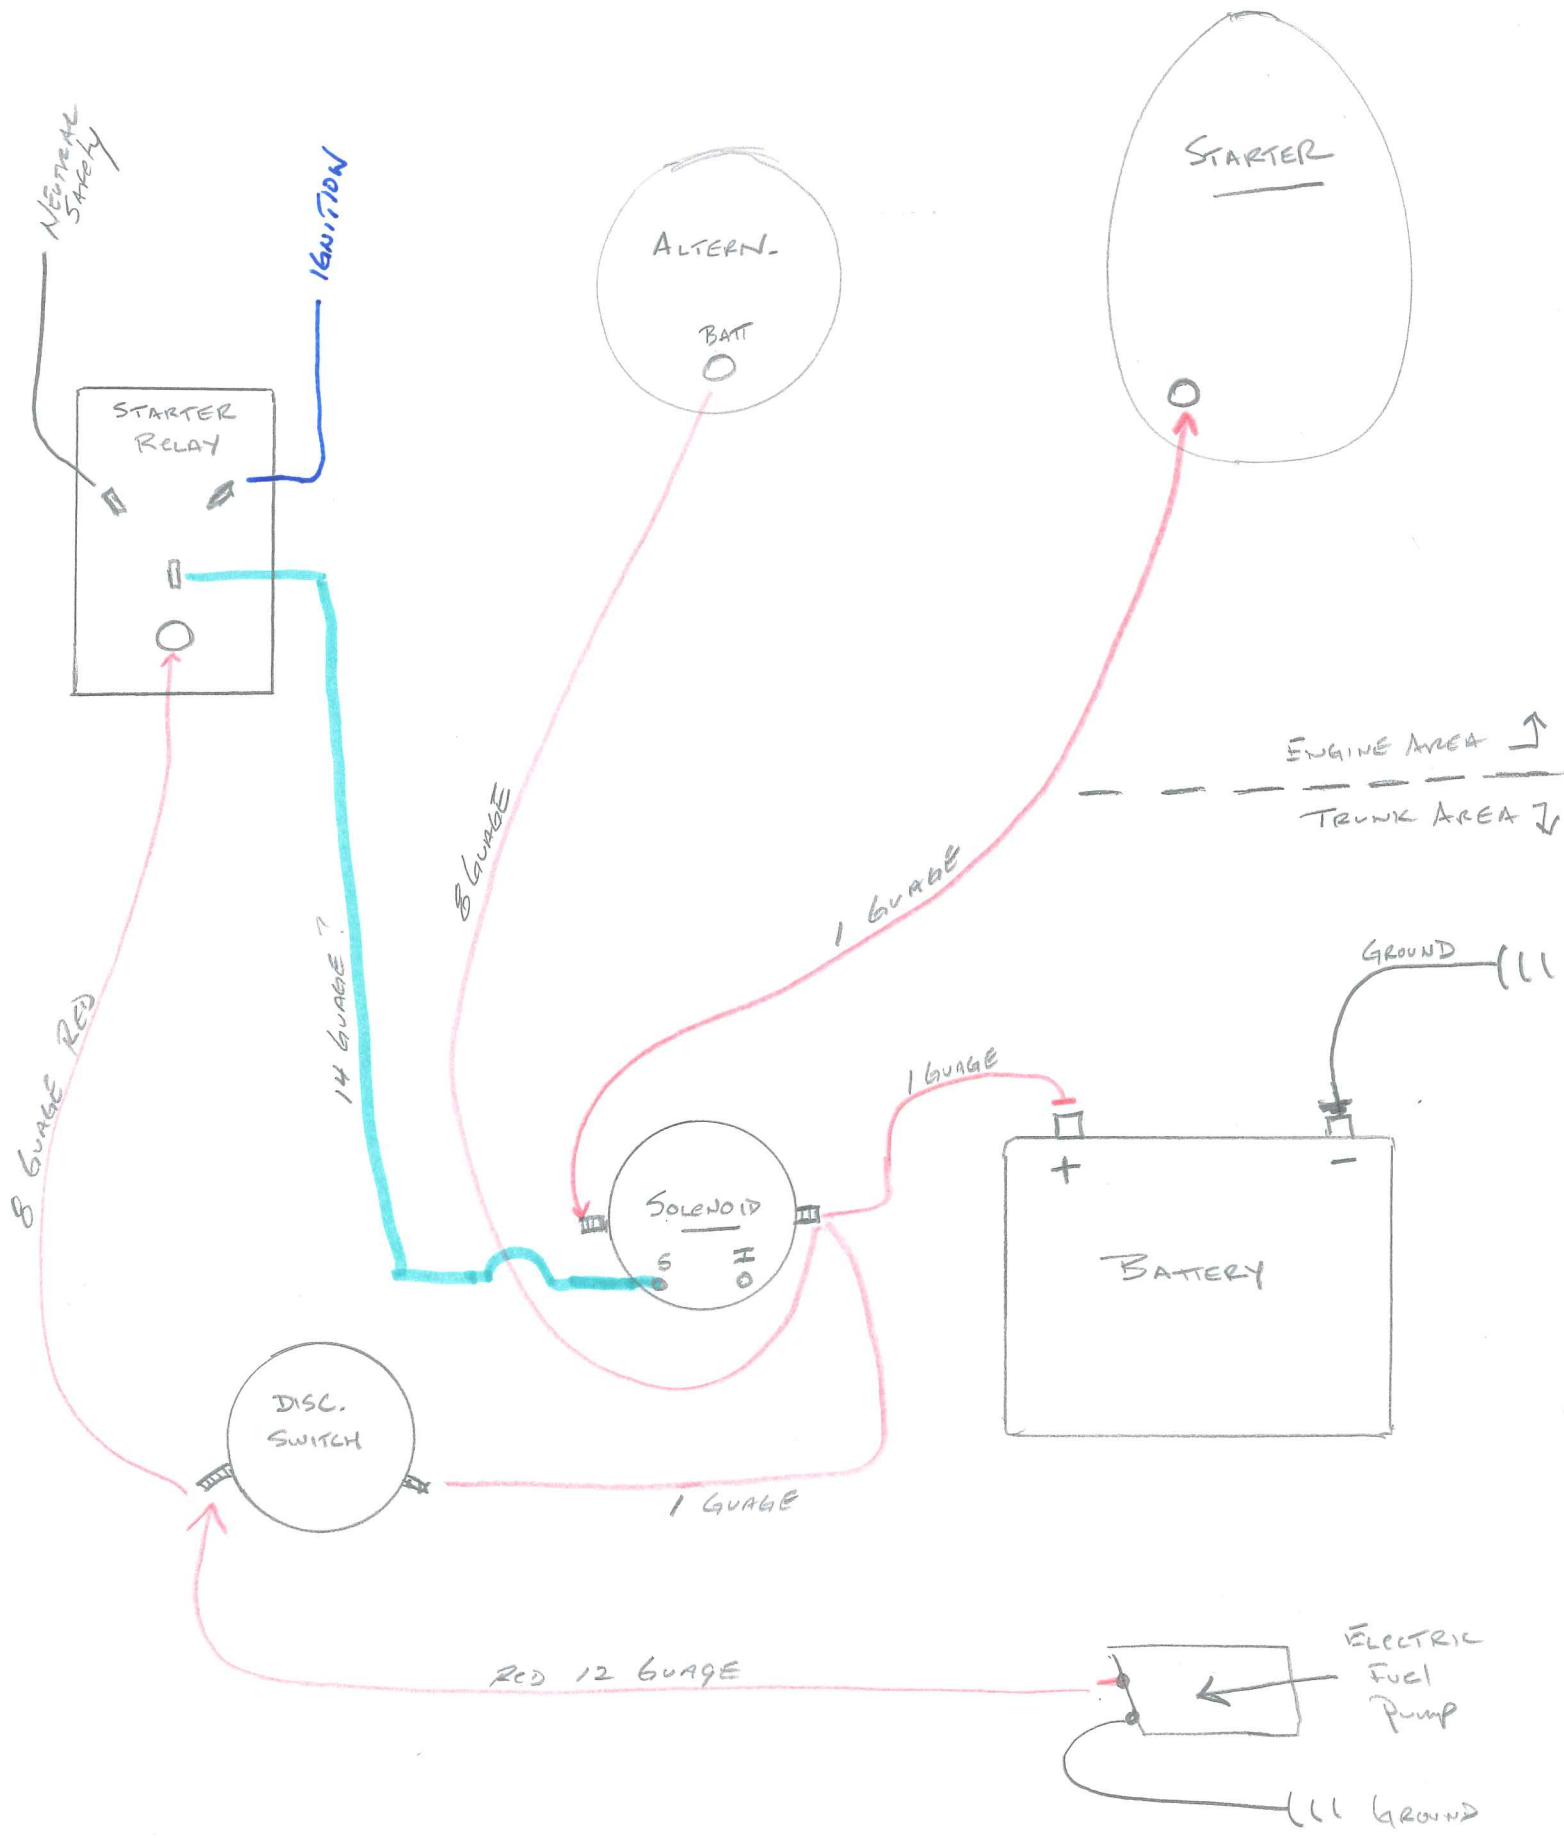 NEUTRAL
SAFETY
IGNITION
STARTER
RELAY
ALTERN.
BATT
STARTER
ENGINE AREA
TRUNK AREA
8 GUAGE
1 GUAGE
14 GUAGE ?
8 GUAGE RED
GROUND
1 GUAGE
+
-
SOLENOID
S
I
BATTERY
DISC.
SWITCH
1 GUAGE
RED 12 GUAGE
ELECTRIC
FUEL
PUMP
GROUND